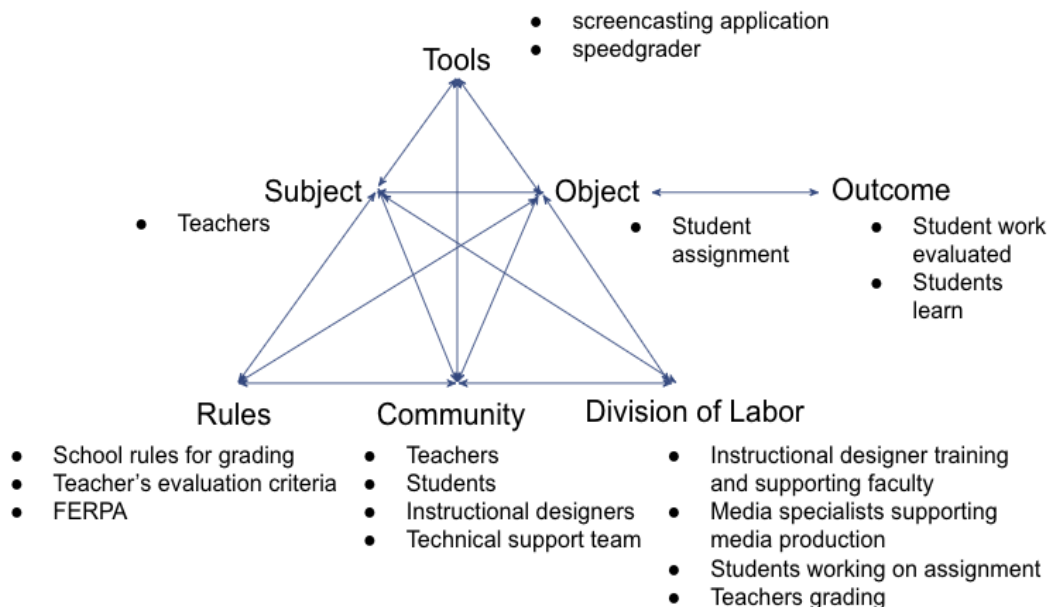 ● screencasting application
● speedgrader
Tools
Subject
● Teachers
Object
● Student
assignment
Outcome
● Student work
evaluated
● Students
learn
Rules
● School rules for grading
● Teacher's evaluation criteria
● FERPA
Community
● Teachers
● Students
● Instructional designers
● Technical support team
Division of Labor
● Instructional designer training
and supporting faculty
● Media specialists supporting
media production
● Students working on assignment
● Teachers grading